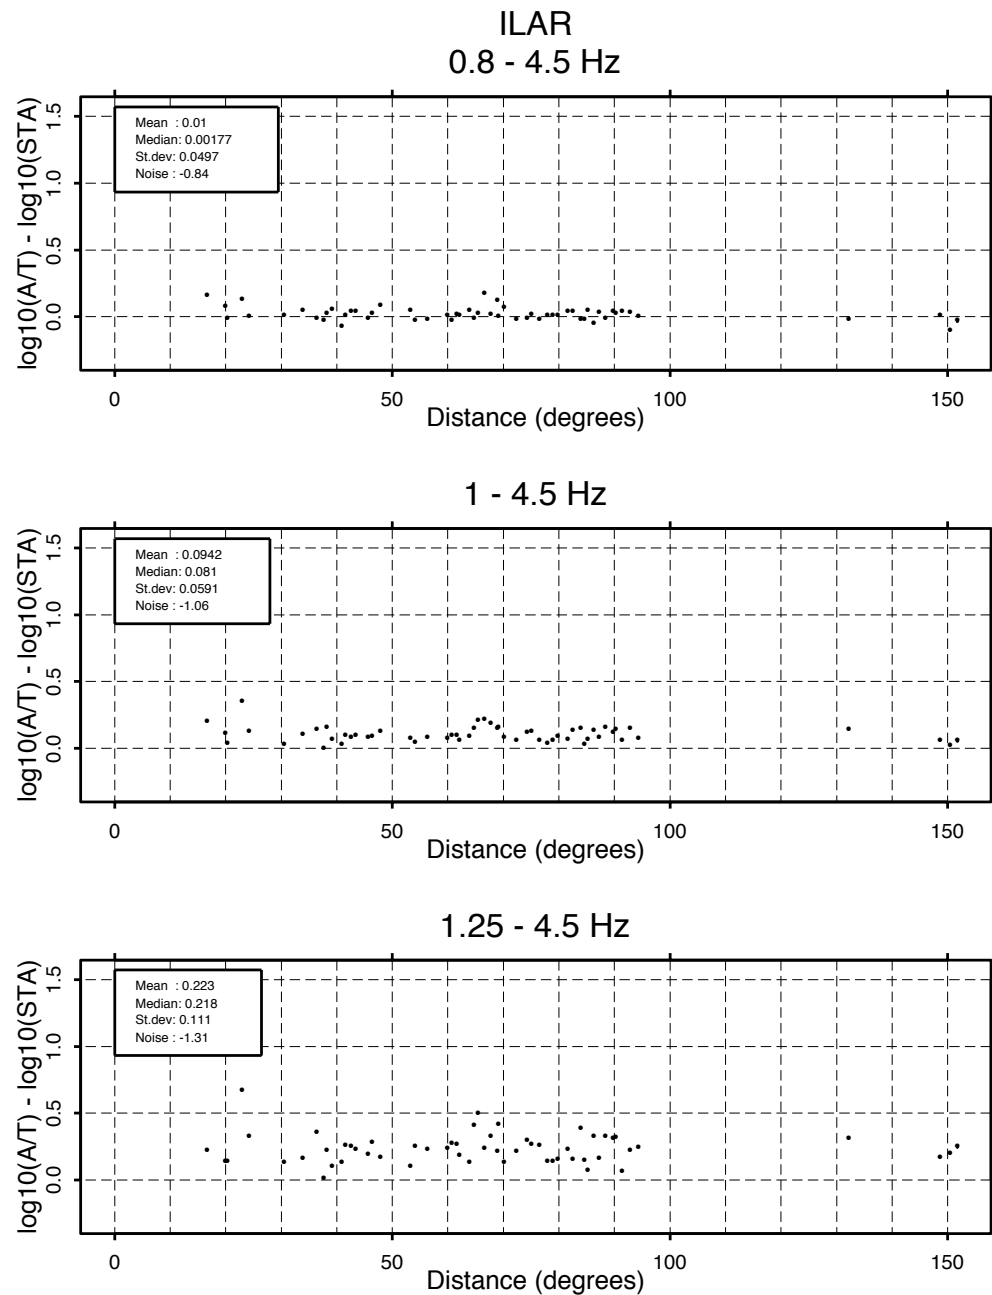 ILAR
0.8 - 4.5 Hz
log10(A/T) - log10(STA)
1.5
1.0
0.5
0.0
Mean : 0.01
Median: 0.00177
St.dev: 0.0497
Noise : -0.84
0 50 100 150
Distance (degrees)
1 - 4.5 Hz
log10(A/T) - log10(STA)
1.5
1.0
0.5
0.0
Mean : 0.0942
Median: 0.081
St.dev: 0.0591
Noise : -1.06
0 50 100 150
Distance (degrees)
1.25 - 4.5 Hz
log10(A/T) - log10(STA)
1.5
1.0
0.5
0.0
Mean : 0.223
Median: 0.218
St.dev: 0.111
Noise : -1.31
0 50 100 150
Distance (degrees)